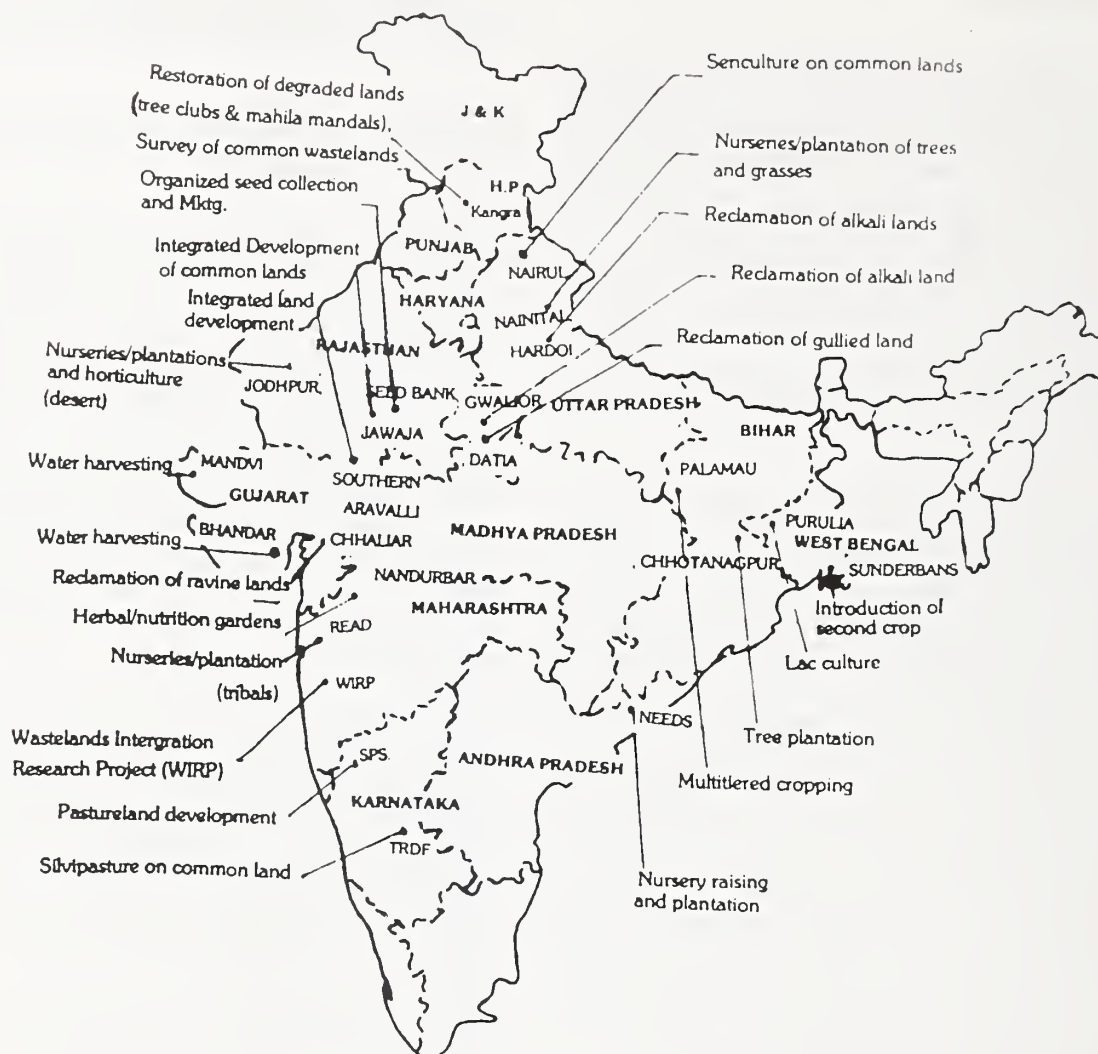 Restoration of degraded lands
(tree clubs & mahila mandals),
Survey of common wastelands
Organized seed collection
and Mktg.
Integrated Development
of common lands
Integrated land
development
Nurseries/plantations
and horticulture
(desert)
Water harvesting
Water harvesting
Reclamation of ravine lands
Herbal/nutrition gardens
Nurseries/plantation
(tribals)
Wastelands Intergration
Research Project (WIRP)
Pastureland development
Silvipasture on common land
J & K
H.P
Kangra
PUNJAB
NAIRUL
HARYANA
NAINITAL
RAJASTHAN
HARDOI
JODHPUR
SEED BANK
GWALIOR
UTTAR PRADESH
JAWAJA
BIHAR
MANDVI
DATIA
PALAMAU
SOUTHERN
ARAVALLI
GUJARAT
BHANDAR
MADHYA PRADESH
PURULIA
WEST BENGAL
CHHALIAR
CHHOTANAGPUR
SUNDERBANS
NANDURBAR
MAHARASHTRA
READ
WIRP
NEEDS
SPS.
ANDHRA PRADESH
KARNATAKA
TRDF
Senculture on common lands
Nursenes/plantation of trees
and grasses
Reclamation of alkali lands
Reclamation of alkali land
Reclamation of gullied land
Introduction of
second crop
Lac culture
Tree plantation
Multitiered cropping
Nursery raising
and plantation